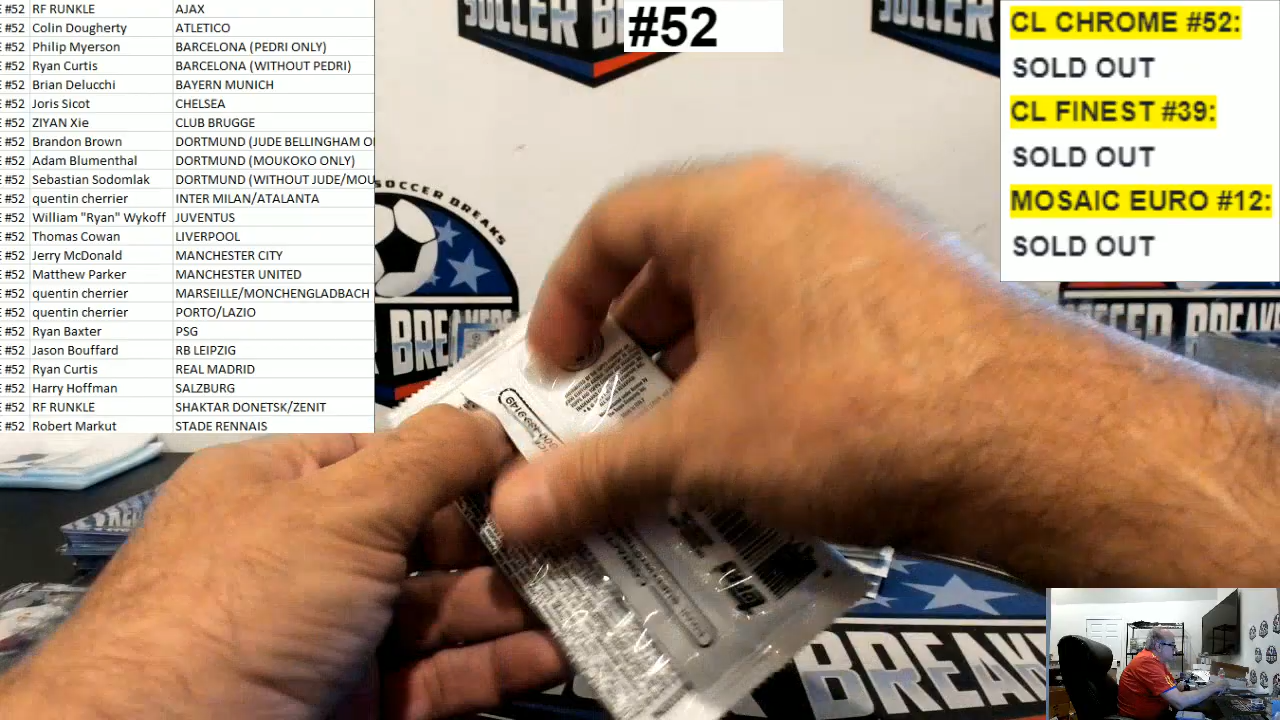 #52 RF RUNKLE AJAX
#52 Colin Dougherty ATLETICO
#52 Philip Myerson BARCELONA (PEDRI ONLY)
#52 Ryan Curtis BARCELONA (WITHOUT PEDRI)
#52 Brian Delucchi BAYERN MUNICH
#52 Joris Sicot CHELSEA
#52 ZIYAN Xie CLUB BRUGGE
#52 Brandon Brown DORTMUND (JUDE BELLINGHAM O
#52 Adam Blumenthal DORTMUND (MOUKOKO ONLY)
#52 Sebastian Sodomlak DORTMUND (WITHOUT JUDE/MOU
#52 quentin cherrier INTER MILAN/ATALANTA
#52 William "Ryan" Wykoff JUVENTUS
#52 Thomas Cowan LIVERPOOL
#52 Jerry McDonald MANCHESTER CITY
#52 Matthew Parker MANCHESTER UNITED
#52 quentin cherrier MARSEILLE/MONCHENGLADBACH
#52 quentin cherrier PORTO/LAZIO
#52 Ryan Baxter PSG
#52 Jason Bouffard RB LEIPZIG
#52 Ryan Curtis REAL MADRID
#52 Harry Hoffman SALZBURG
#52 RF RUNKLE SHAKTAR DONETSK/ZENIT
#52 Robert Markut STADE RENNAIS
#52
CL CHROME #52:
SOLD OUT
CL FINEST #39:
SOLD OUT
MOSAIC EURO #12:
SOLD OUT
SOCCER
SOCCER BREAKS
BREAKERS
BREAK